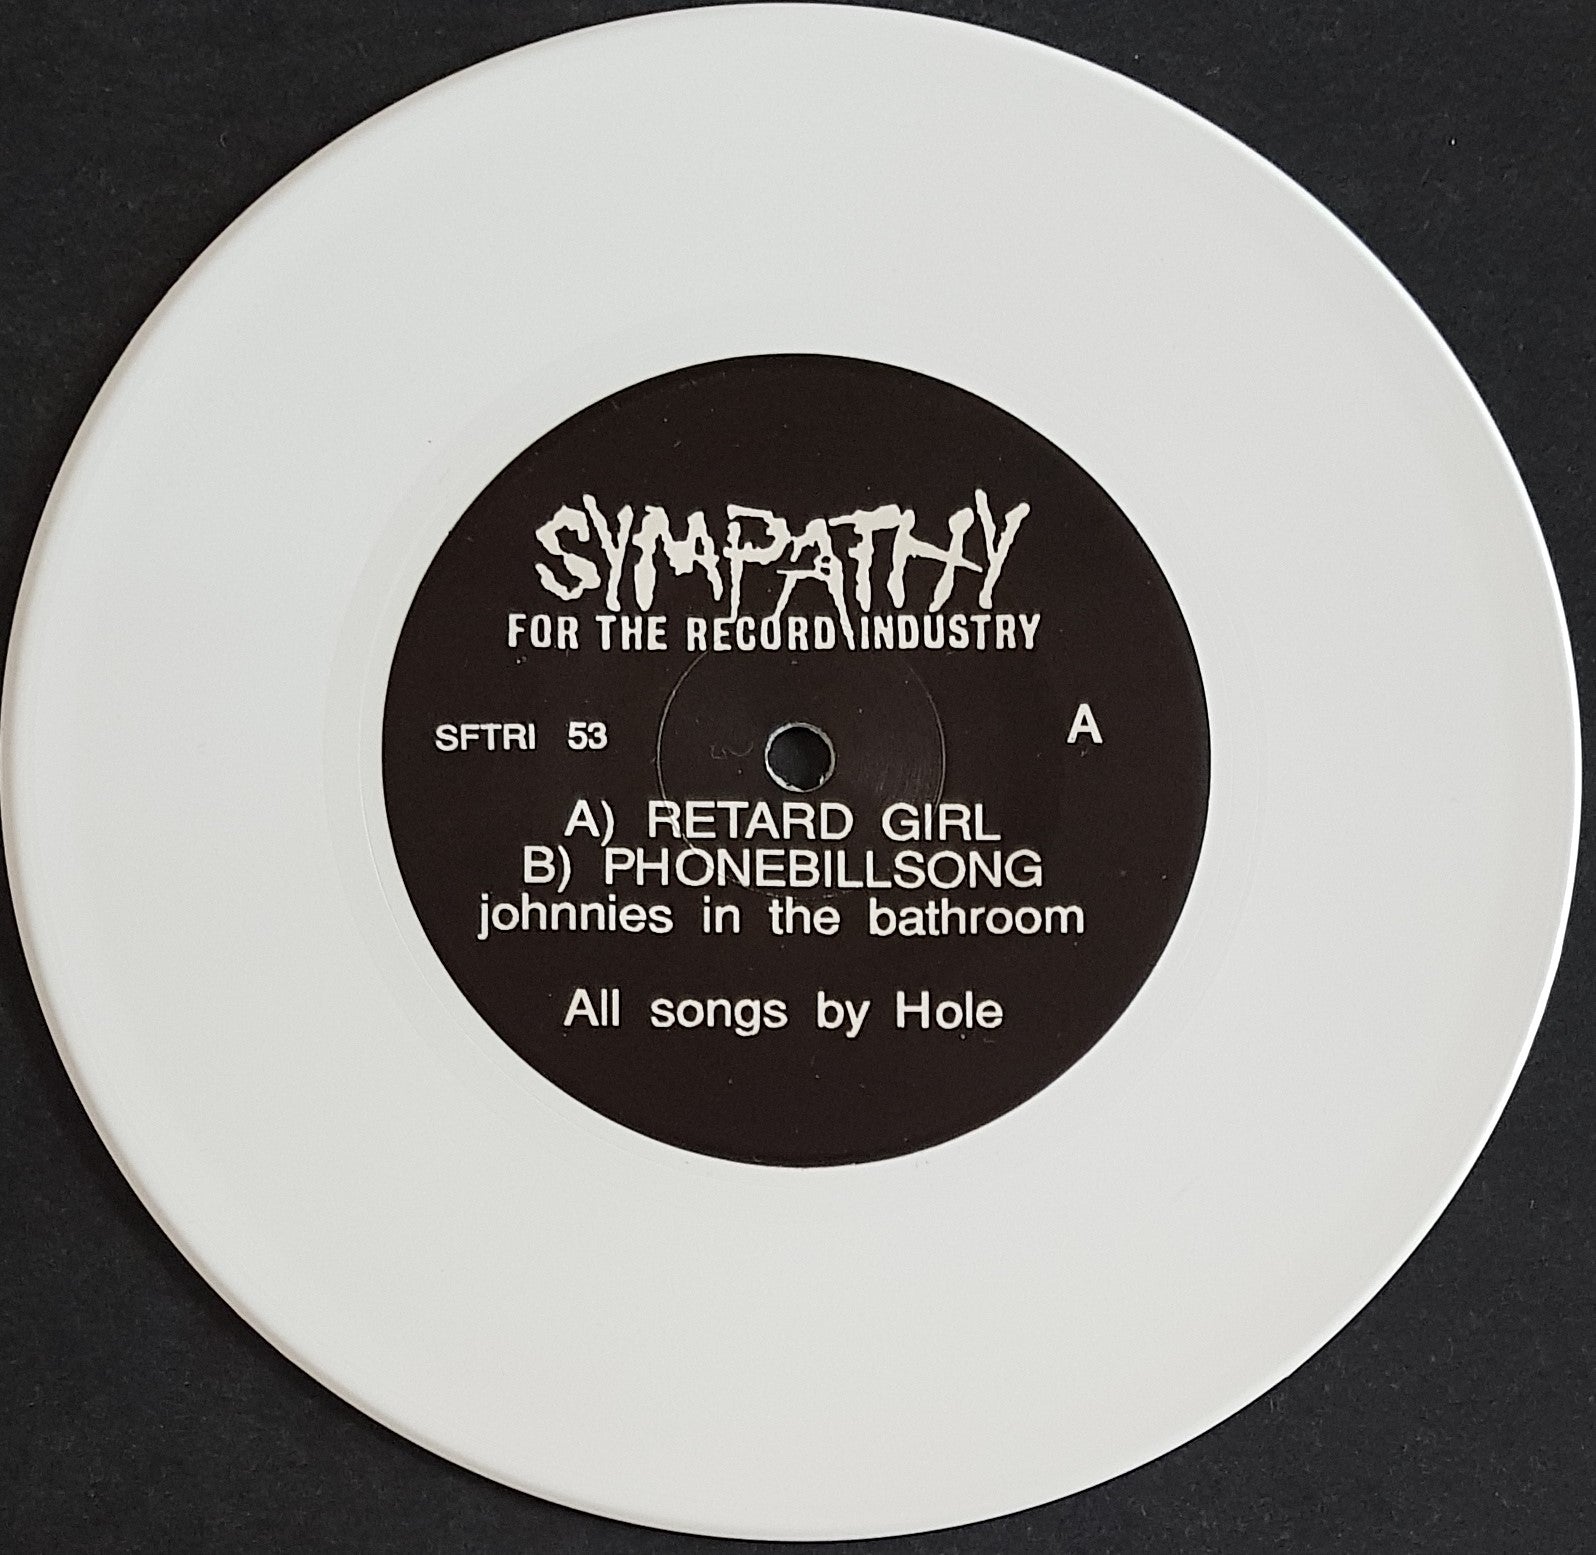 SYMPATHY
FOR THE RECORD INDUSTRY
SFTRI 53 A
A) RETARD GIRL
B) PHONEBILLSONG
johnnies in the bathroom
All songs by Hole